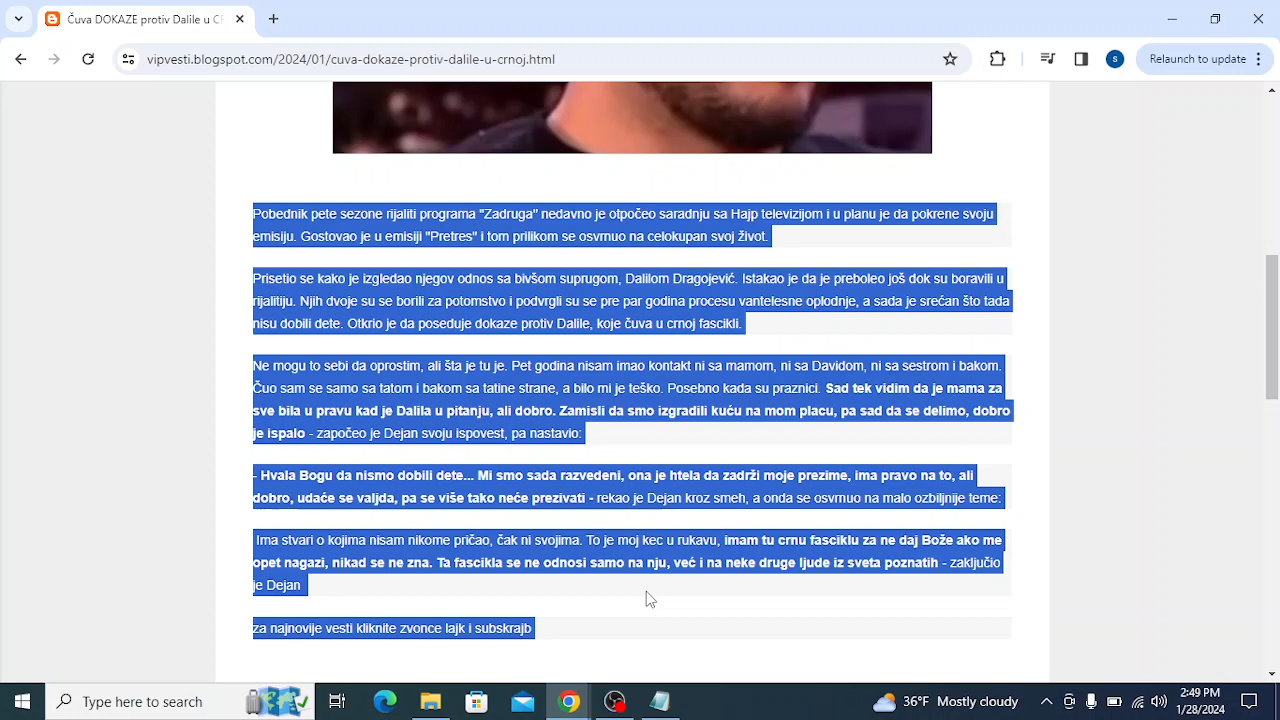 Čuva DOKAZE protiv Dalile u CI
vipvesti.blogspot.com/2024/01/cuva-dokaze-protiv-dalile-u-crnoj.html
s
Relaunch to update
Pobednik pete sezone rijaliti programa "Zadruga" nedavno je otpočeo saradnju sa Hajp televizijom i u planu je da pokrene svoju
emisiju. Gostovao je u emisiji "Pretres" i tom prilikom se osvrnuo na celokupan svoj život.
Prisetio se kako je izgledao njegov odnos sa bivšom suprugom, Dalilom Dragojević. Istakao je da je preboleo još dok su boravili u
rijalitiju. Njih dvoje su se borili za potomstvo i podvrgli su se pre par godina procesu vantelesne oplodnje, a sada je srećan što tada
nisu dobili dete. Otkrio je da poseduje dokaze protiv Dalile, koje čuva u crnoj fascikli.
Ne mogu to sebi da oprostim, ali šta je tu je. Pet godina nisam imao kontakt ni sa mamom, ni sa Davidom, ni sa sestrom i bakom.
Čuo sam se samo sa tatom i bakom sa tatine strane, a bilo mi je teško. Posebno kada su praznici. Sad tek vidim da je mama za
sve bila u pravu kad je Dalila u pitanju, ali dobro. Zamisli da smo izgradili kuću na mom placu, pa sad da se delimo, dobro
je ispalo - započeo je Dejan svoju ispovest, pa nastavio:
- Hvala Bogu da nismo dobili dete... Mi smo sada razvedeni, ona je htela da zadrži moje prezime, ima pravo na to, ali
dobro, udaće se valjda, pa se više tako neće prezivati - rekao je Dejan kroz smeh, a onda se osvrnuo na malo ozbiljnije teme:
Ima stvari o kojima nisam nikome pričao, čak ni svojima. To je moj kec u rukavu, imam tu crnu fasciklu za ne daj Bože ako me
opet nagazi, nikad se ne zna. Ta fascikla se ne odnosi samo na nju, već i na neke druge ljude iz sveta poznatih - zaključio
je Dejan
za najnovije vesti kliknite zvonce lajk i subskrajb
Type here to search
36°F Mostly cloudy
2:49 PM
1/28/2024